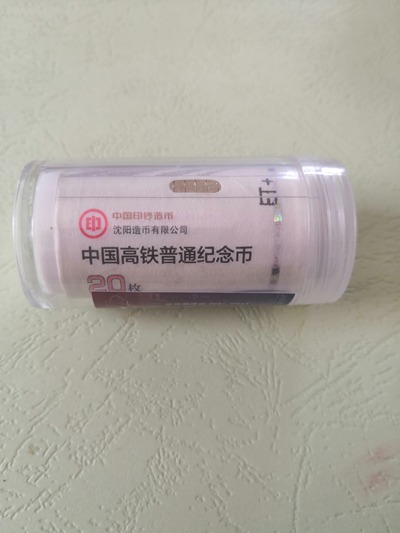 中国印钞造币
沈阳造币有限公司
中国高铁普通纪念币
20枚
ET+